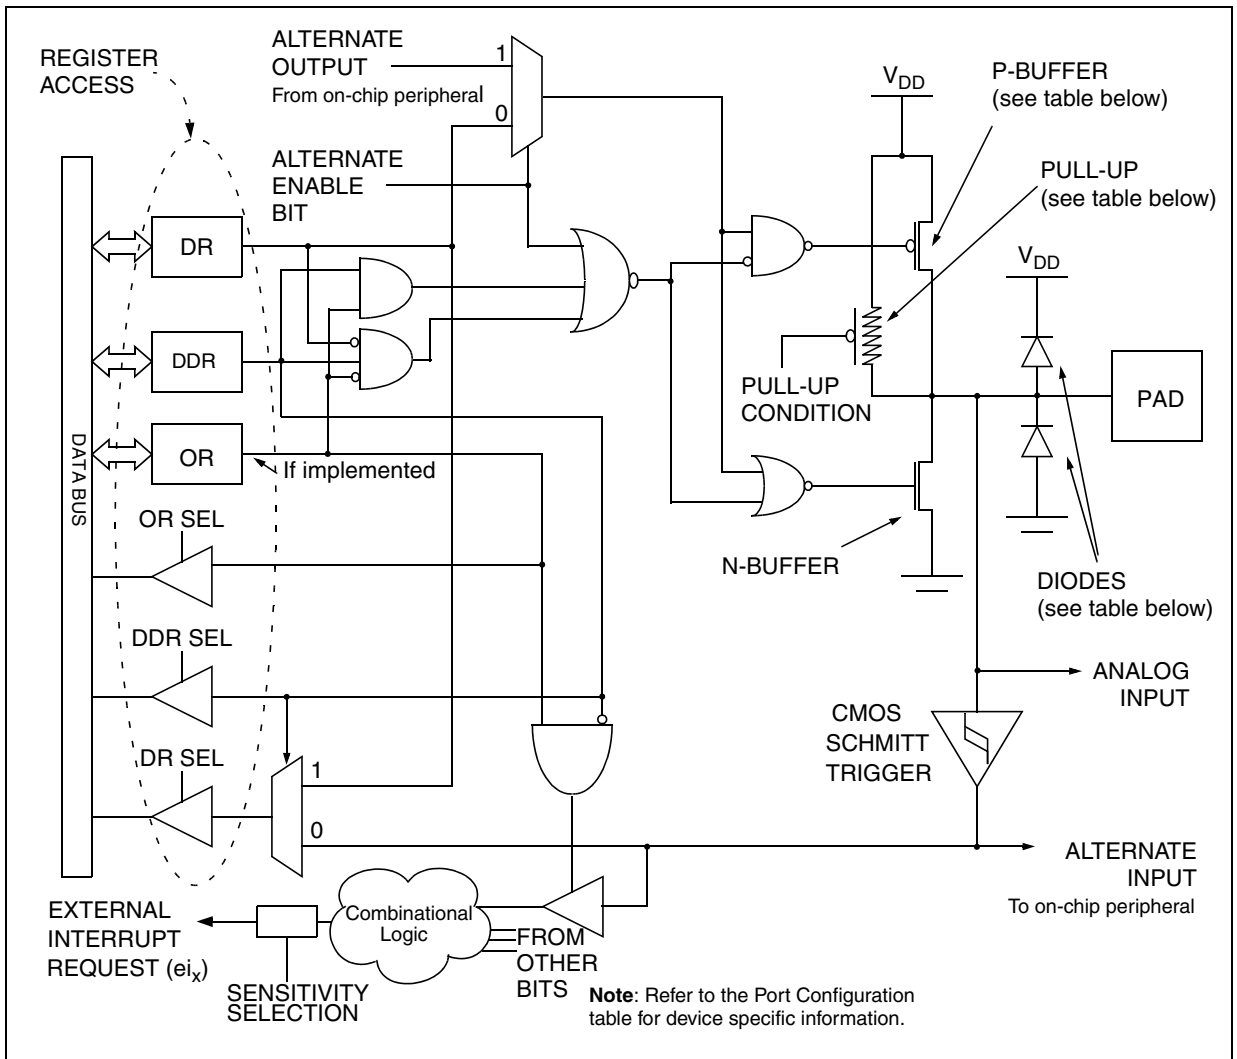 REGISTER
ACCESS
ALTERNATE
OUTPUT
From on-chip peripheral
1
0
ALTERNATE
ENABLE
BIT
VDD
P-BUFFER
(see table below)
PULL-UP
(see table below)
VDD
DR
DDR
OR
If implemented
DATA BUS
PULL-UP
CONDITION
PAD
OR SEL
N-BUFFER
DIODES
(see table below)
DDR SEL
ANALOG
INPUT
CMOS
SCHMITT
TRIGGER
DR SEL
1
0
ALTERNATE
INPUT
To on-chip peripheral
EXTERNAL
INTERRUPT
REQUEST (eix)
Combinational
Logic
FROM
OTHER
BITS
SENSITIVITY
SELECTION
Note: Refer to the Port Configuration
table for device specific information.